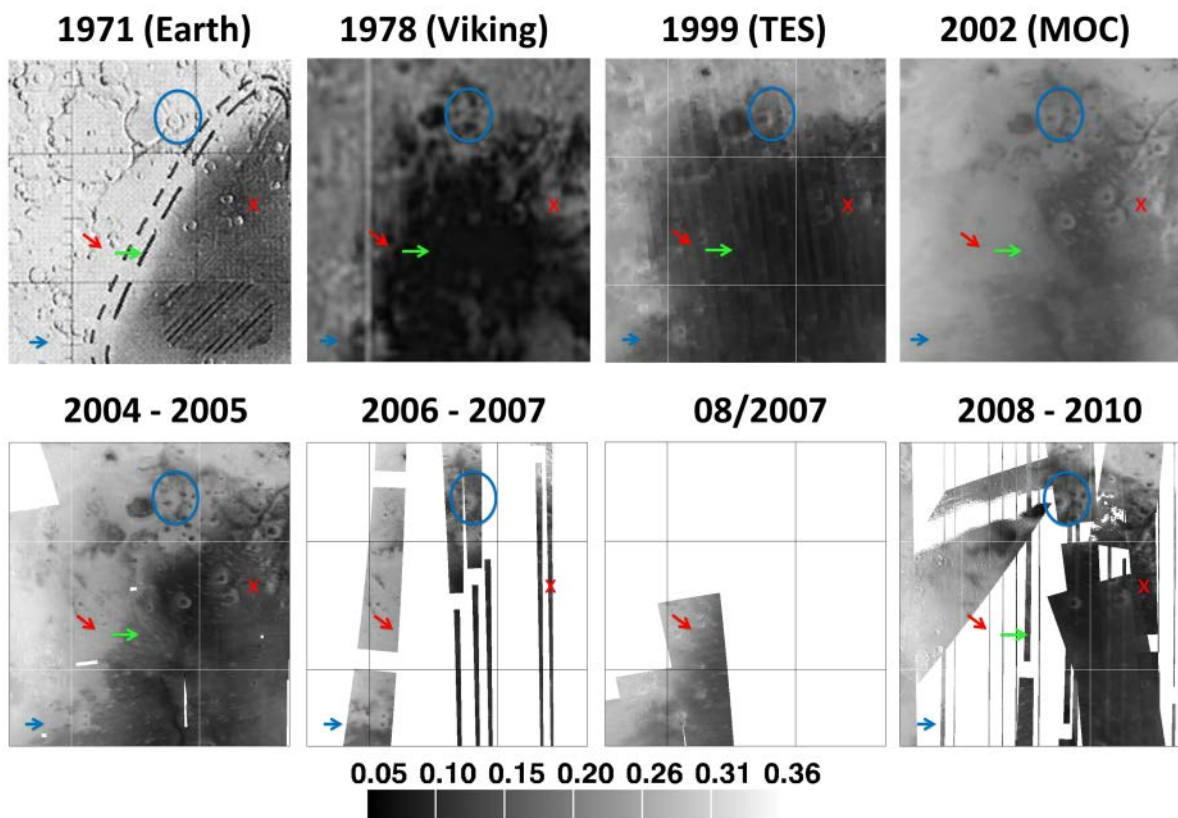 1971 (Earth) 1978 (Viking) 1999 (TES) 2002 (MOC)
X X X X
2004 - 2005 2006 - 2007 08/2007 2008 - 2010
X X X
0.05 0.10 0.15 0.20 0.26 0.31 0.36